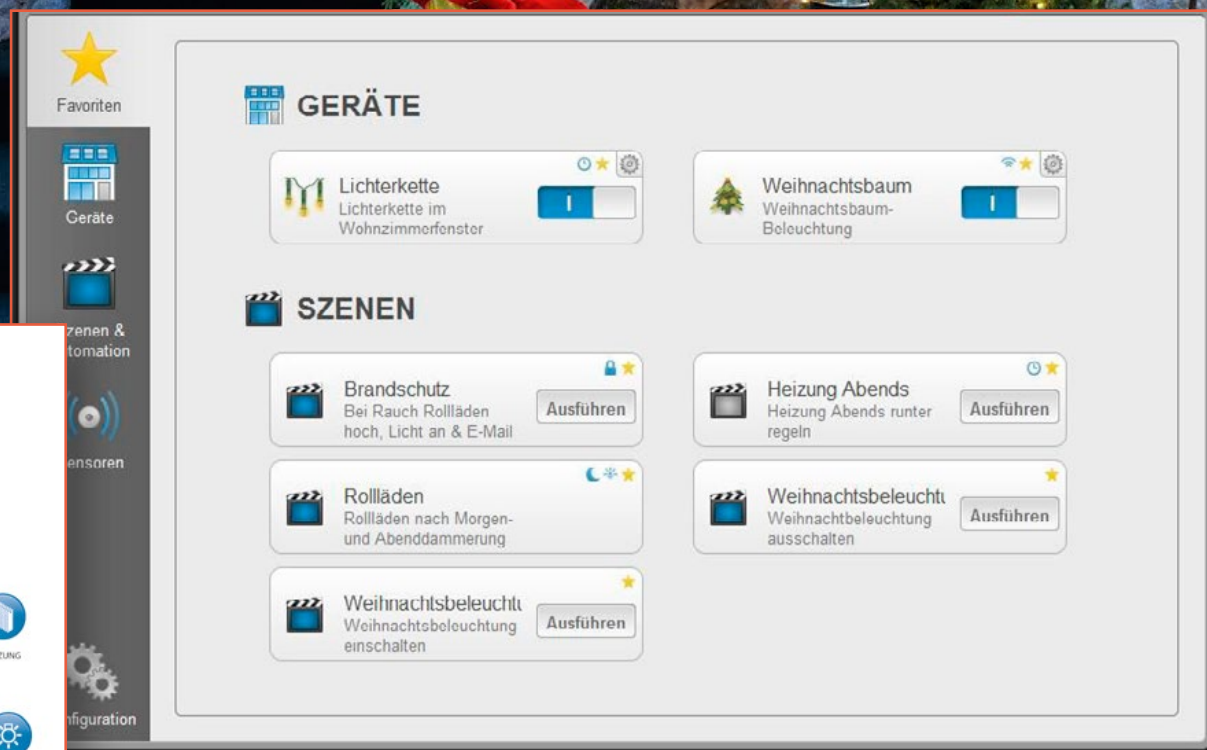 Favoriten
GERÄTE
Lichterkette
Lichterkette im
Wohnzimmerfenster
I
Weihnachtsbaum
Weihnachtsbaum-
Beleuchtung
I
Geräte
SZENEN
zenen &
tomation
Brandschutz
Bei Rauch Rollläden
hoch, Licht an & E-Mail
Ausführen
Heizung Abends
Heizung Abends runter
regeln
Ausführen
ensoren
Rollläden
Rollläden nach Morgen-
und Abenddammerung
Weihnachtsbeleuchtu
Weihnachtbeleuchtung
ausschalten
Ausführen
Weihnachtsbeleuchtu
Weihnachtsbeleuchtung
einschalten
Ausführen
ZUNG
nfiguration